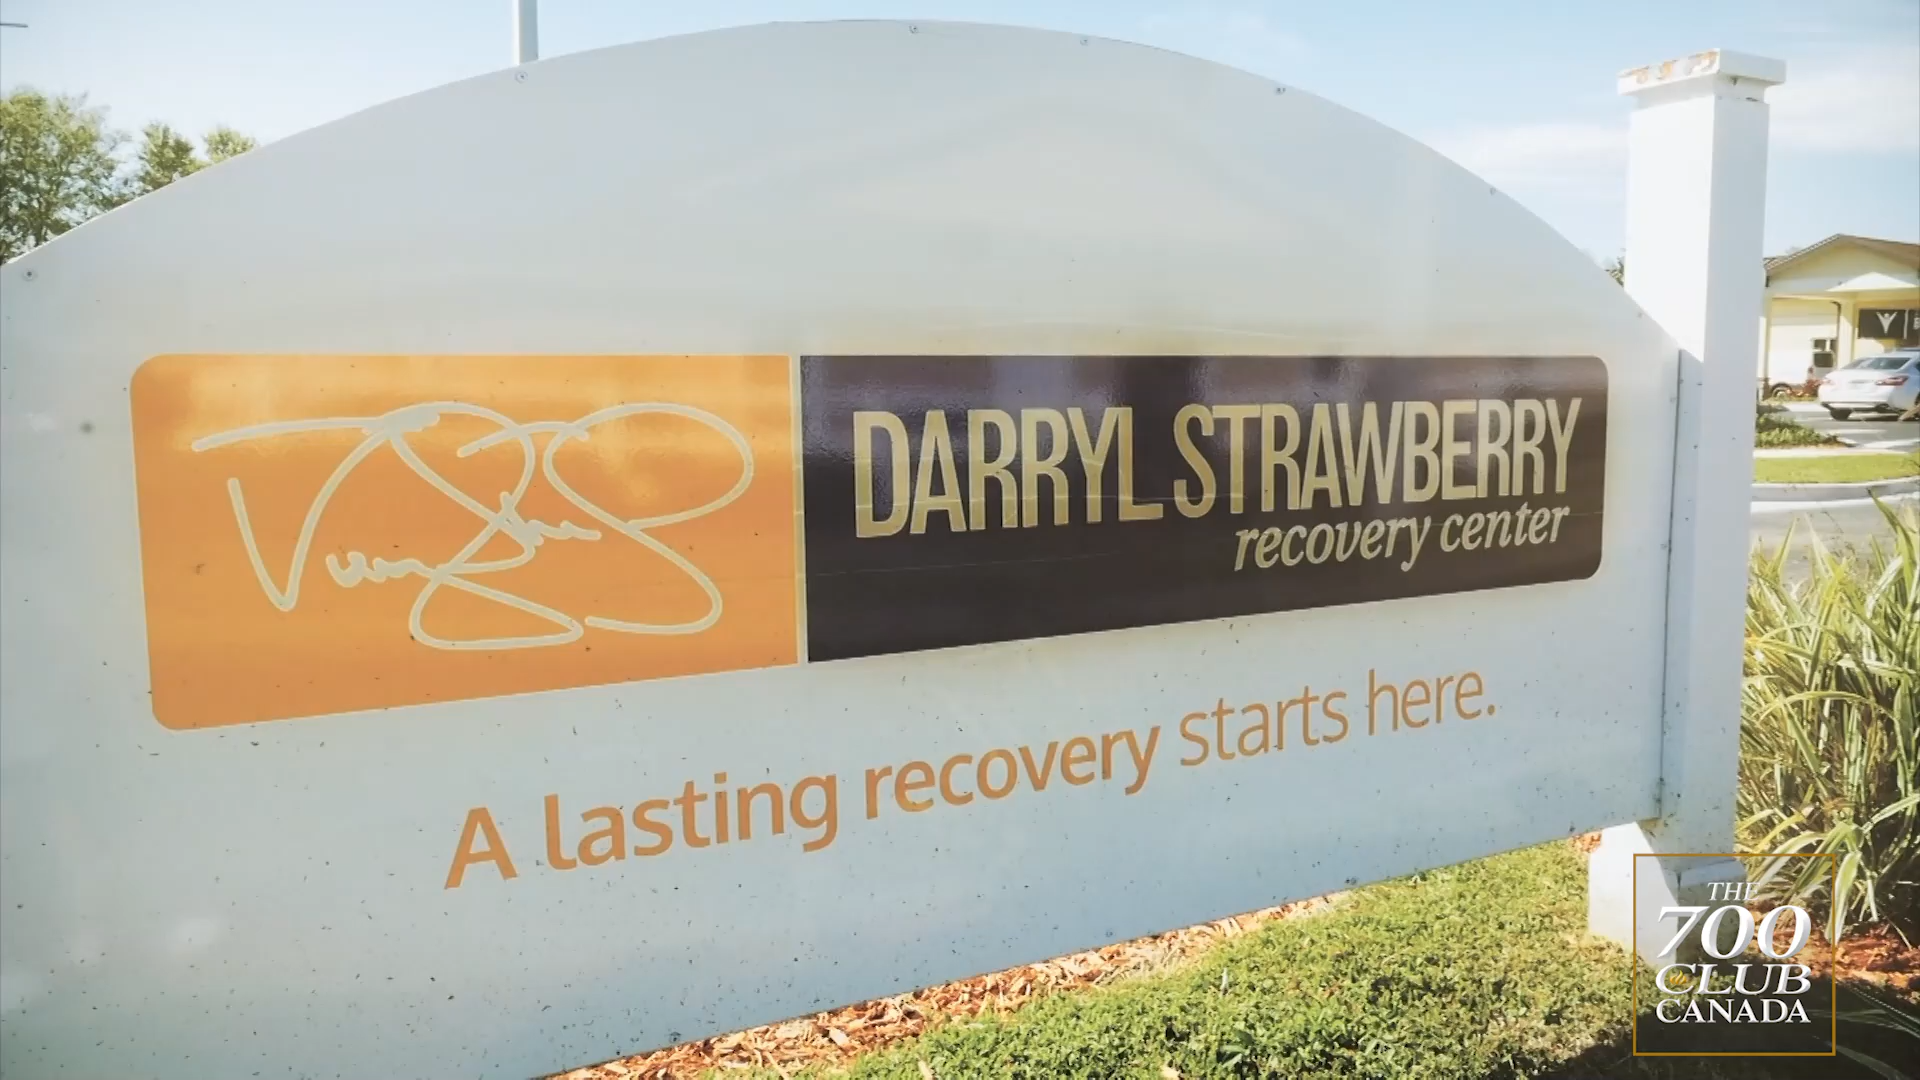 DARRYL STRAWBERRY
recovery center
A lasting recovery starts here.
THE
700
CLUB
CANADA